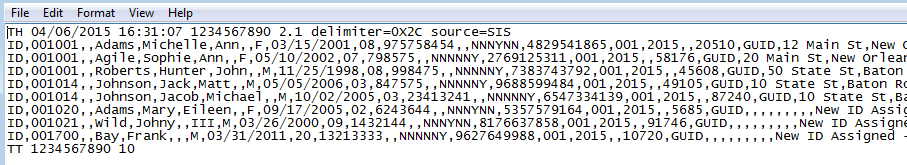 File Edit Format View Help
TH 04/06/2015 16:31:07 1234567890 2.1 delimiter=0X2C source=SIS
ID,001001,,Adams,Michelle,Ann,,F,03/15/2001,08,975758454,,NNNYNN,4829541865,001,2015,,20510,GUID,12 Main St,New Or
ID,001001,,Agile,Sophie,Ann,,F,05/10/2002,07,798575,,NNNNNY,2769125311,001,2015,,58176,GUID,20 Main St,New Orlean
ID,001001,,Roberts,Hunter,John,,M,11/25/1998,08,998475,,NNNNNY,7383743792,001,2015,,45608,GUID,50 State St,Baton
ID,001014,,Johnson,Jack,Matt,,M,05/05/2006,03,847575,,NNNNNY,9688599484,001,2015,,49105,GUID,10 State St,Baton Ro
ID,001014,,Johnson,Jacob,Michael,,M,10/02/2005,03,23413241,,NNNNNY,6547334139,001,2015,,87240,GUID,10 State St,Ba
ID,001020,,Adams,Mary,Eileen,,F,09/17/2005,02,6243644,,NNNYNN,5357579164,001,2015,,5685,GUID,,,,,,,,,New ID Assig
ID,001021,,Wild,Johny,,III,M,03/26/2000,09,1432144,,NNNYNN,8176637858,001,2015,,91746,GUID,,,,,,,,,New ID Assigne
ID,001700,,Bay,Frank,,,M,03/31/2011,20,13213333,,NNNNNY,9627649988,001,2015,,10720,GUID,,,,,,,,,New ID Assigned -
TT 1234567890 10